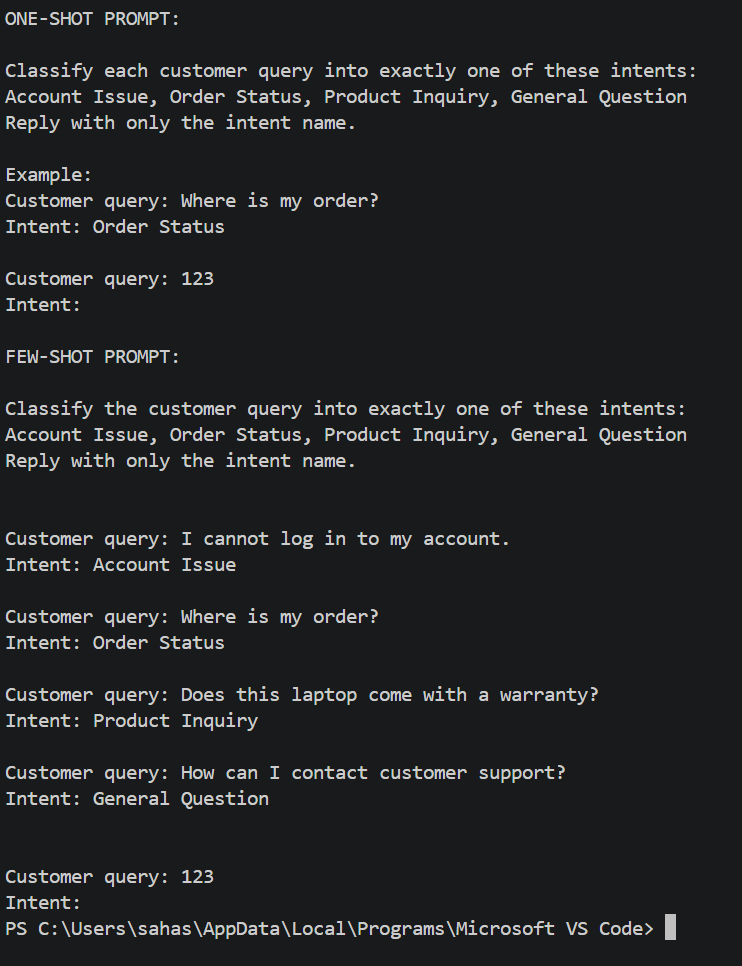 ONE-SHOT PROMPT:
Classify each customer query into exactly one of these intents:
Account Issue, Order Status, Product Inquiry, General Question
Reply with only the intent name.
Example:
Customer query: Where is my order?
Intent: Order Status
Customer query: 123
Intent:
FEW-SHOT PROMPT:
Classify the customer query into exactly one of these intents:
Account Issue, Order Status, Product Inquiry, General Question
Reply with only the intent name.
Customer query: I cannot log in to my account.
Intent: Account Issue
Customer query: Where is my order?
Intent: Order Status
Customer query: Does this laptop come with a warranty?
Intent: Product Inquiry
Customer query: How can I contact customer support?
Intent: General Question
Customer query: 123
Intent:
PS C:\Users\sahas\AppData\Local\Programs\Microsoft VS Code>